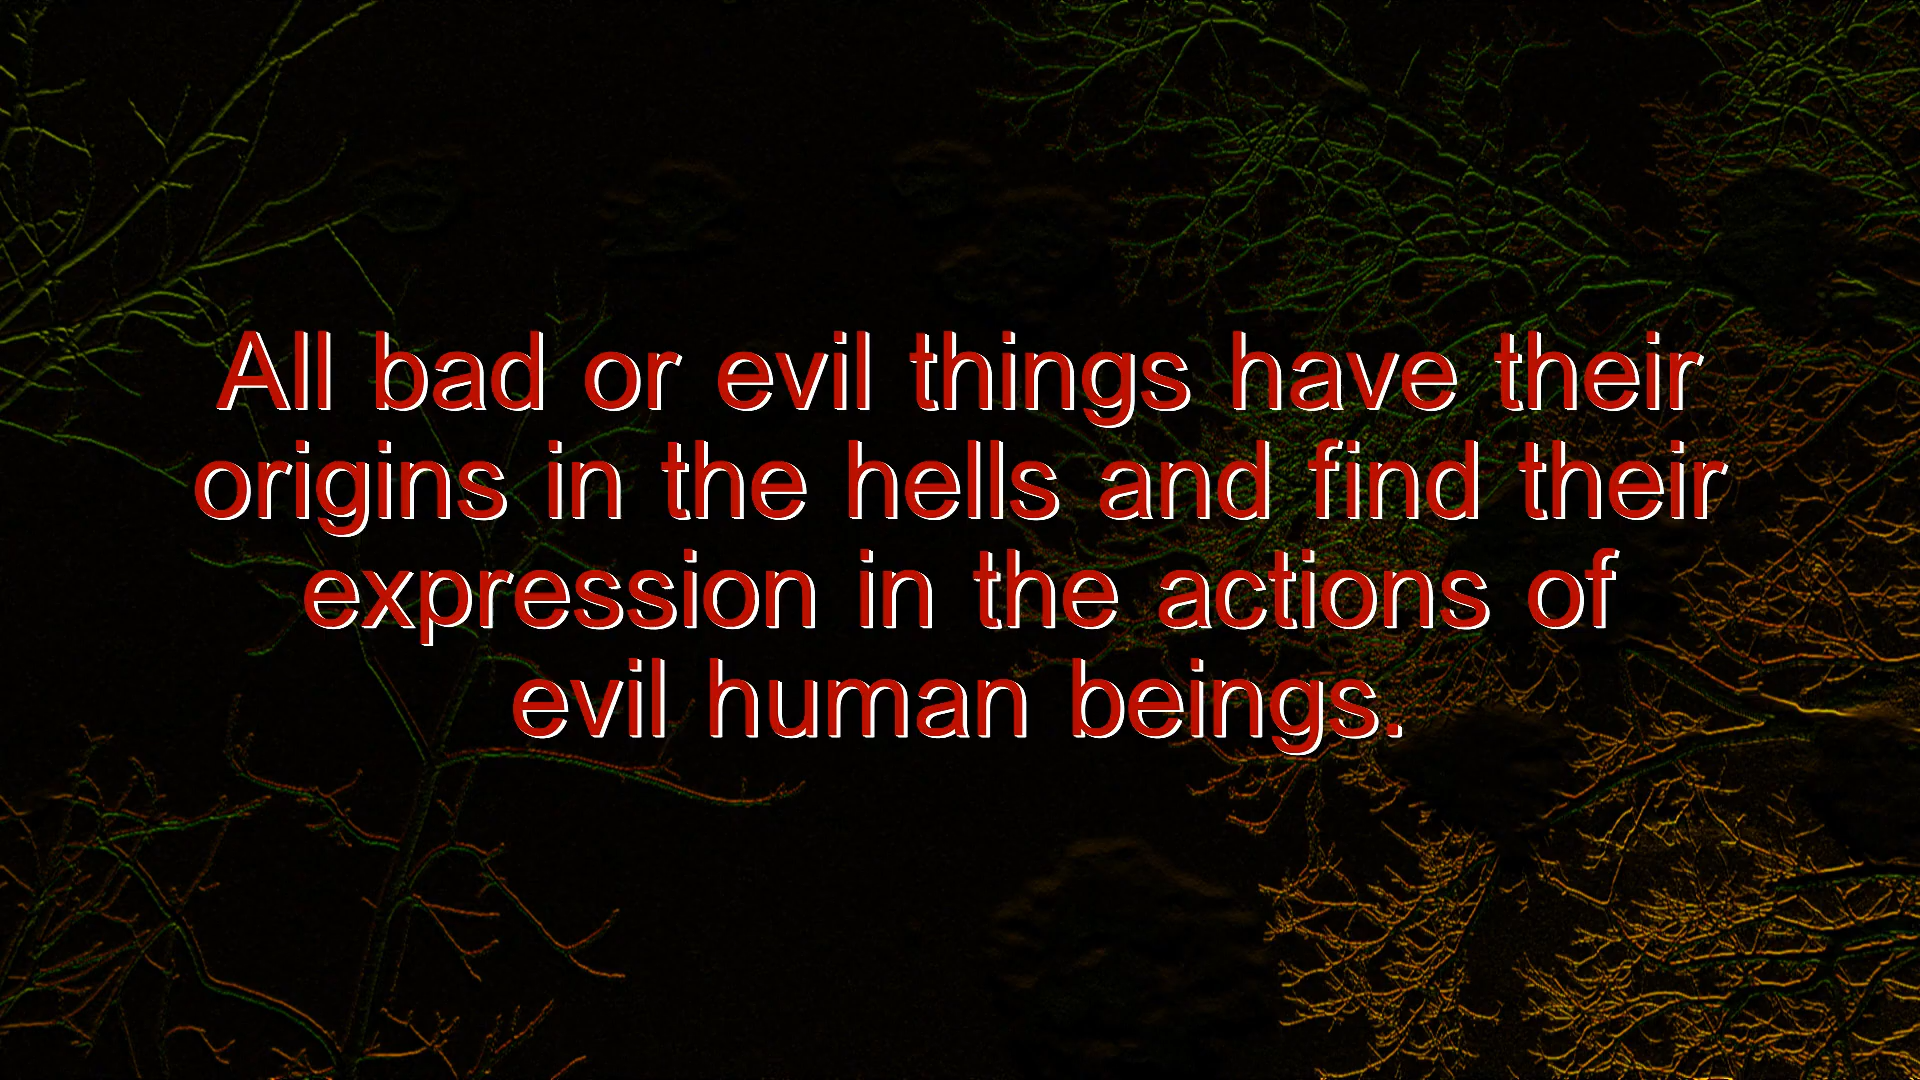 All bad or evil things have their
origins in the hells and find their
expression in the actions of
evil human beings.